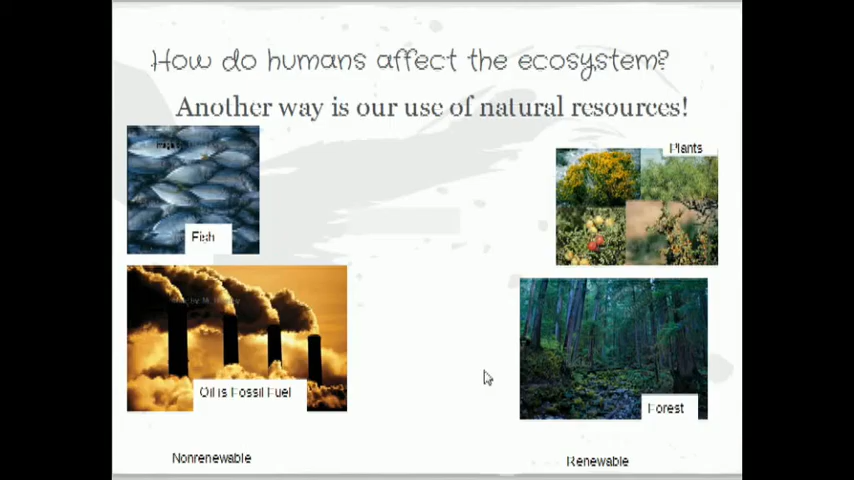 How do humans affect the ecosystem?
Another way is our use of natural resources!
Plants
Fish
Oil is Fossil Fuel
Forest
Nonrenewable
Renewable